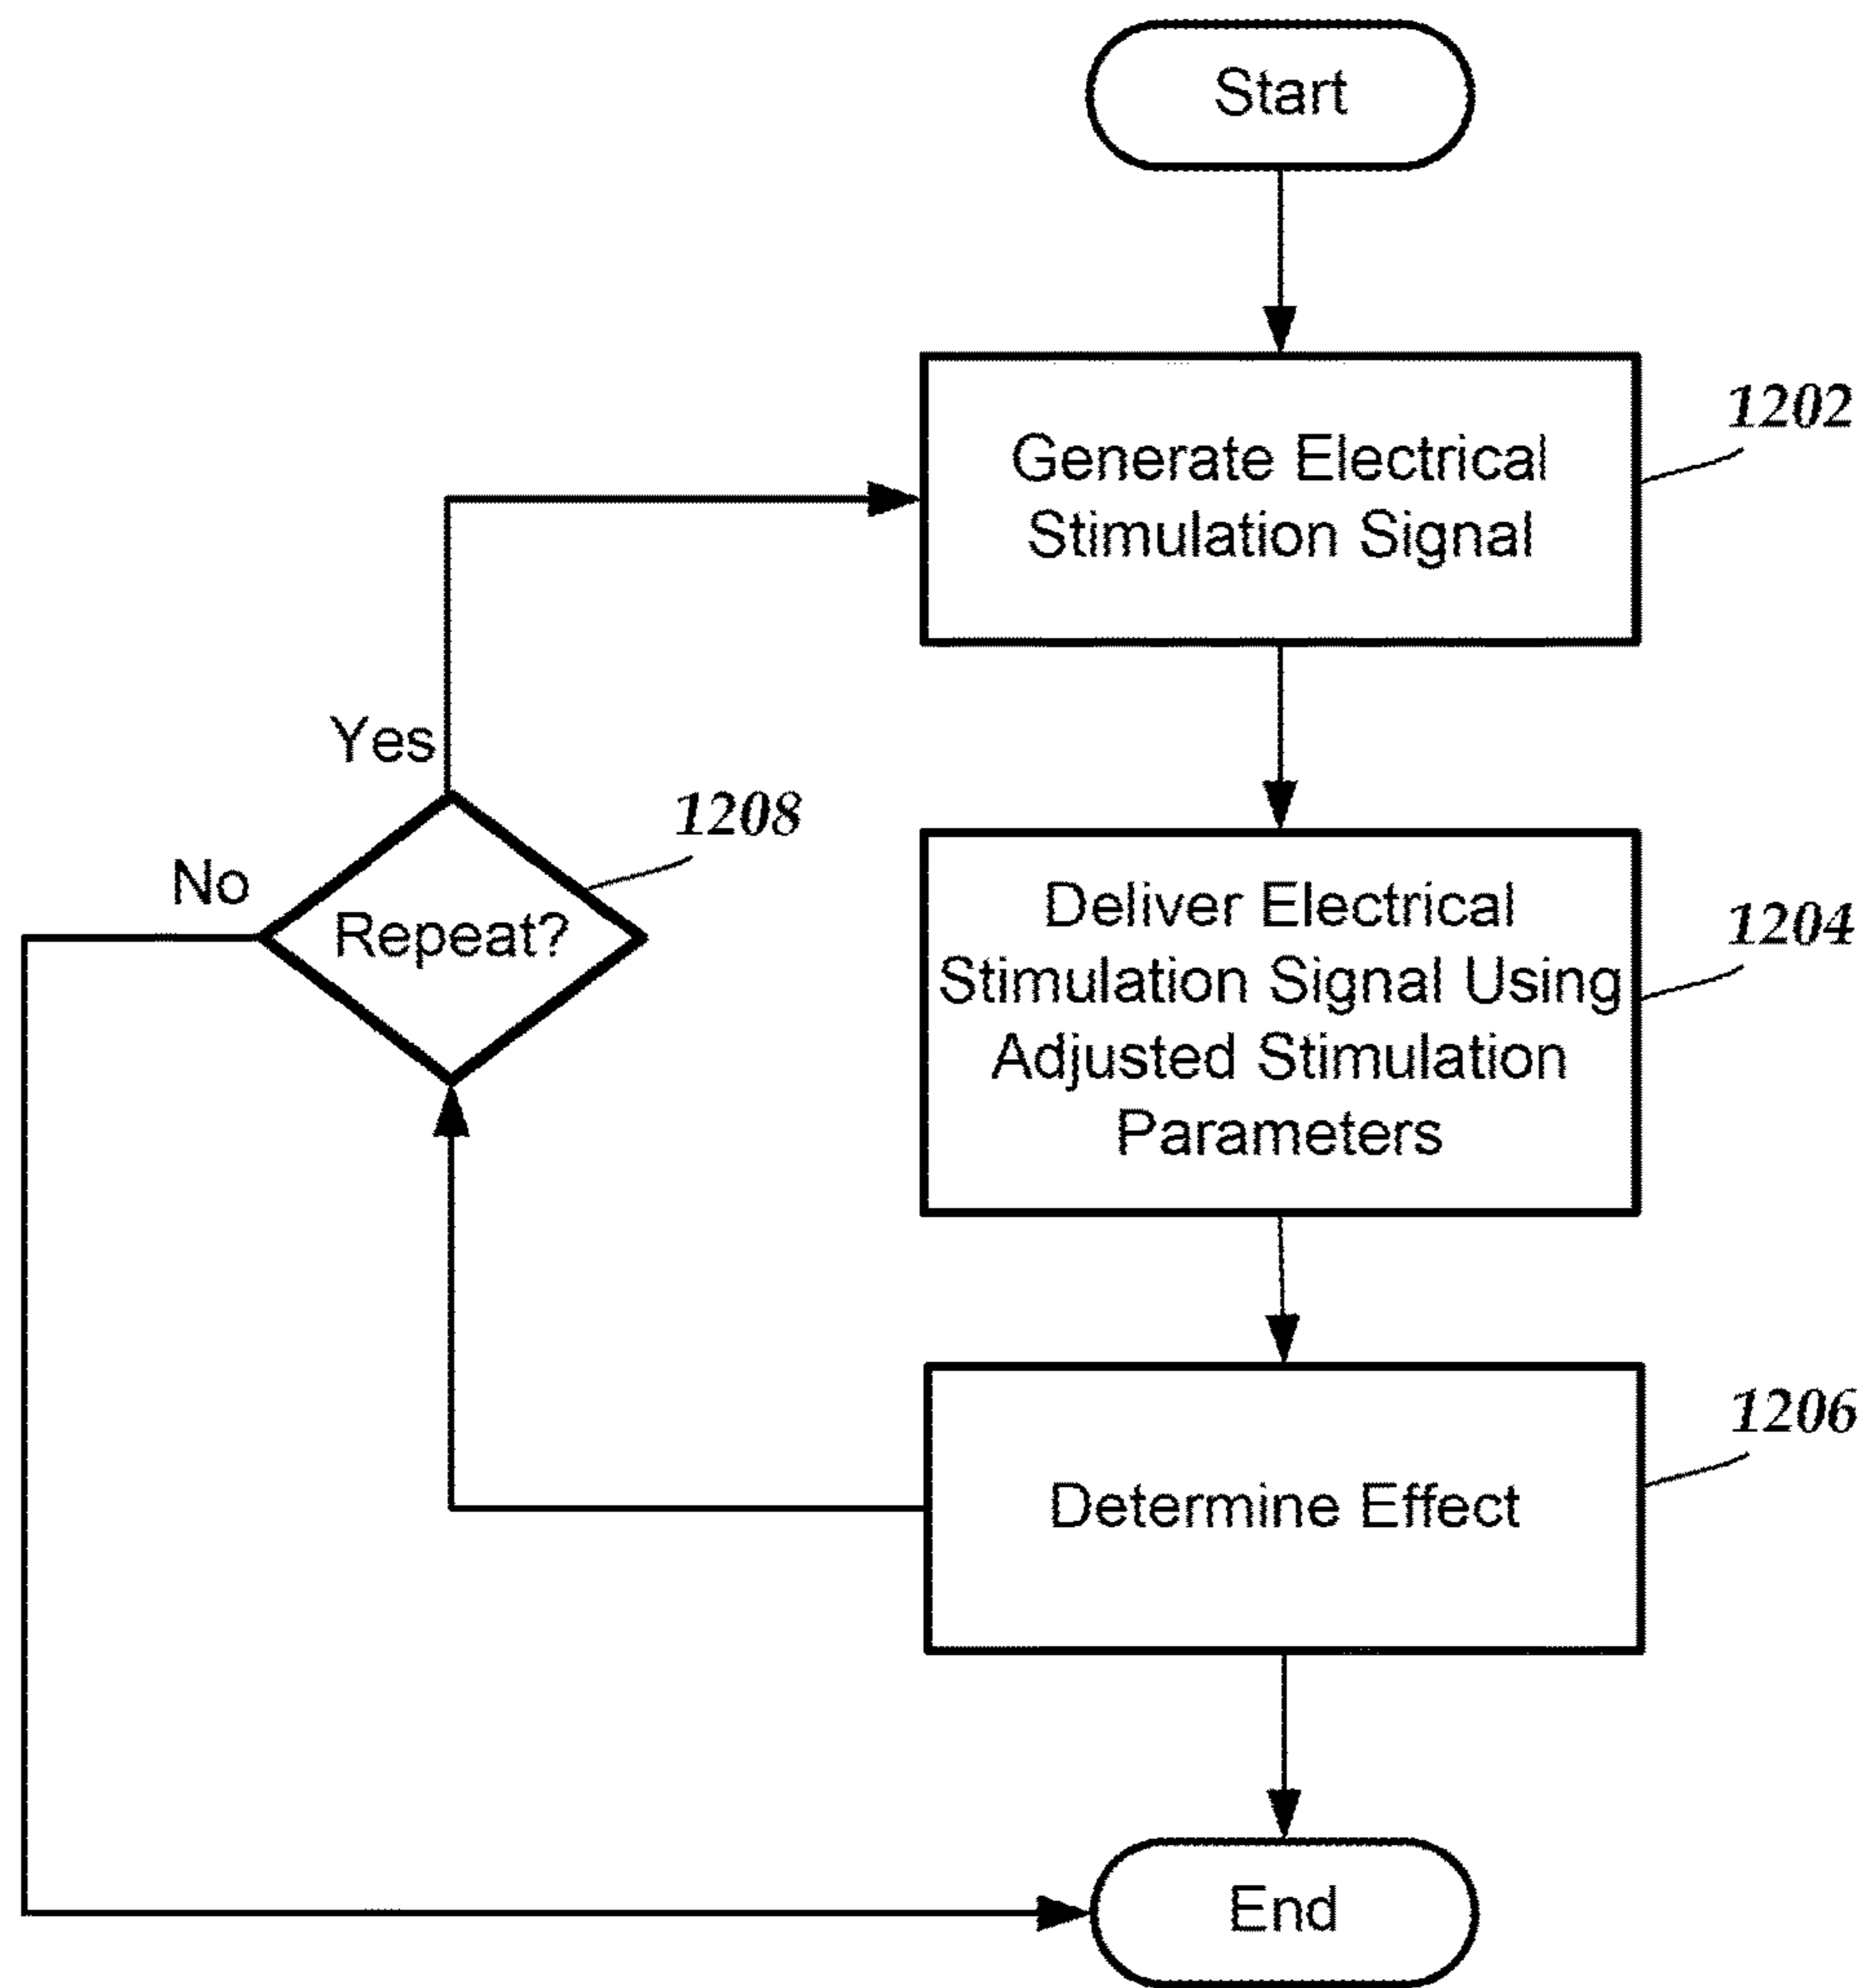 Start
Generate Electrical
Stimulation Signal
1202
Yes
1208
No
Repeat?
Deliver Electrical
Stimulation Signal Using
Adjusted Stimulation
Parameters
1204
Determine Effect
1206
End